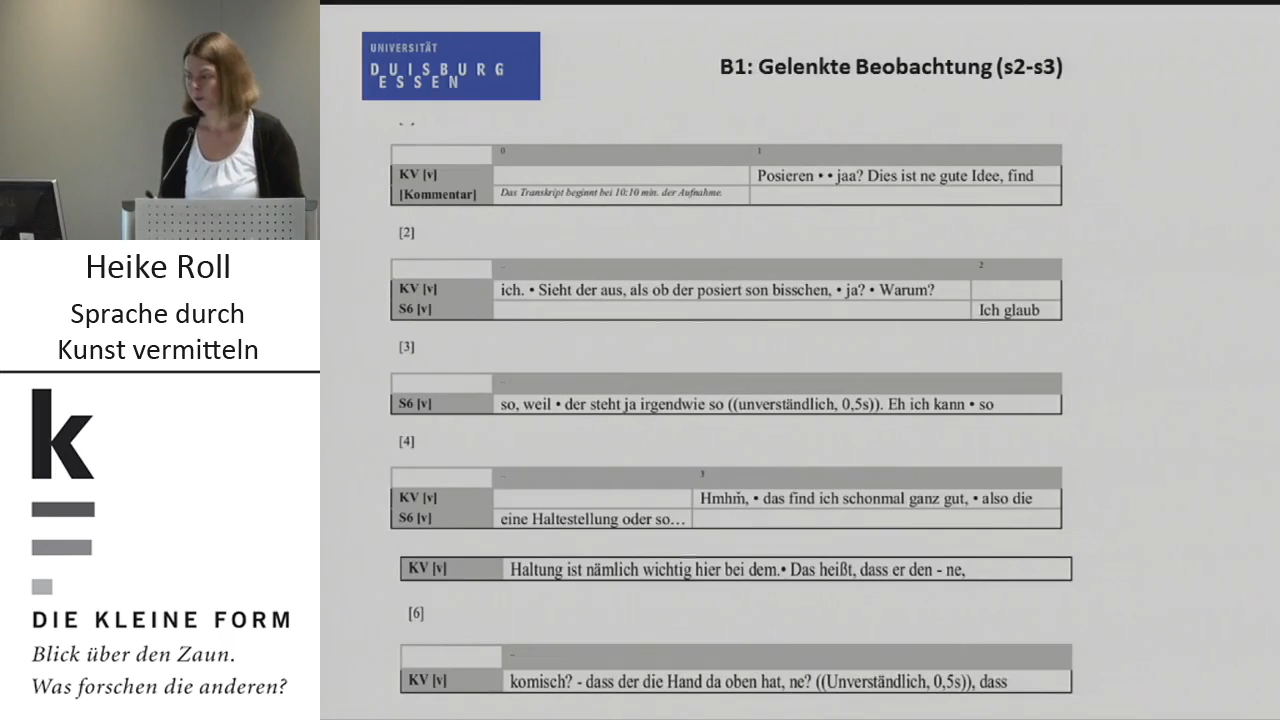 Heike Roll
Sprache durch
Kunst vermitteln
k
DIE KLEINE FORM
Blick über den Zaun.
Was forschen die anderen?
UNIVERSITÄT
DUISBURG
ESSEN
B1: Gelenkte Beobachtung (s2-s3)
0 1
KV [v] Posieren • • jaa? Dies ist ne gute Idee, find
[Kommentar] Das Transkript beginnt bei 10:10 min. der Aufnahme.
[2]
.. 2
KV [v] ich. • Sieht der aus, als ob der posiert son bisschen, • ja? • Warum?
S6 [v] Ich glaub
[3]
..
S6 [v] so, weil • der steht ja irgendwie so ((unverständlich, 0,5s)). Eh ich kann • so
[4]
.. 3
KV [v] Hmhm̌, • das find ich schonmal ganz gut, • also die
S6 [v] eine Haltestellung oder so…
KV [v] Haltung ist nämlich wichtig hier bei dem.• Das heißt, dass er den - ne,
[6]
..
KV [v] komisch? - dass der die Hand da oben hat, ne? ((Unverständlich, 0,5s)), dass